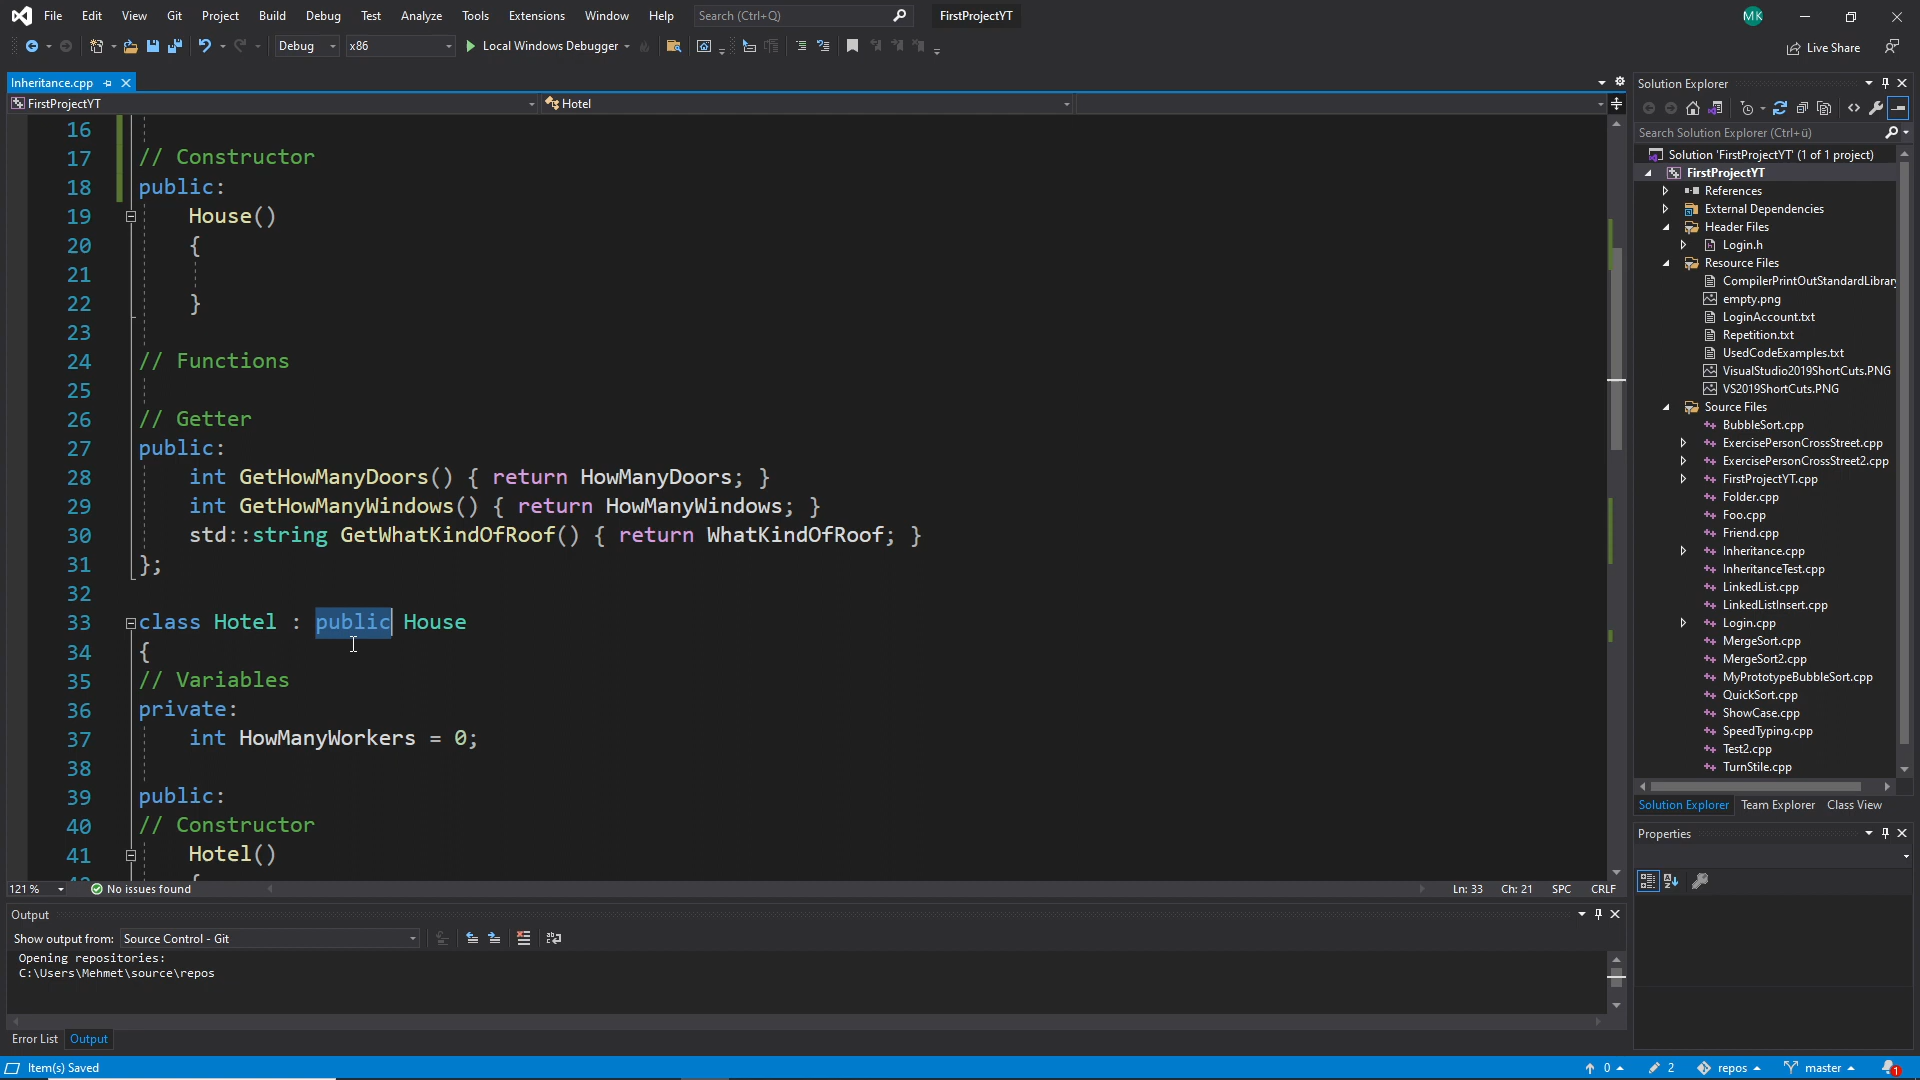 File Edit View Git Project Build Debug Test Analyze Tools Extensions Window Help Search (Ctrl+Q) FirstProjectYT MK
Debug x86 Local Windows Debugger Live Share
Inheritance.cpp
FirstProjectYT Hotel
16
17 // Constructor
18 public:
19 House()
20 {
21
22 }
23
24 // Functions
25
26 // Getter
27 public:
28 int GetHowManyDoors() { return HowManyDoors; }
29 int GetHowManyWindows() { return HowManyWindows; }
30 std::string GetWhatKindOfRoof() { return WhatKindOfRoof; }
31 };
32
33 class Hotel : public House
34 {
35 // Variables
36 private:
37 int HowManyWorkers = 0;
38
39 public:
40 // Constructor
41 Hotel()
121 % No issues found Ln: 33 Ch: 21 SPC CRLF
Output
Show output from: Source Control - Git
Opening repositories:
C:\Users\Mehmet\source\repos
Error List Output
Item(s) Saved 0 2 repos master 1
Solution Explorer
Search Solution Explorer (Ctrl+ü)
Solution 'FirstProjectYT' (1 of 1 project)
FirstProjectYT
References
External Dependencies
Header Files
Login.h
Resource Files
CompilerPrintOutStandardLibrary
empty.png
LoginAccount.txt
Repetition.txt
UsedCodeExamples.txt
VisualStudio2019ShortCuts.PNG
VS2019ShortCuts.PNG
Source Files
BubbleSort.cpp
ExercisePersonCrossStreet.cpp
ExercisePersonCrossStreet2.cpp
FirstProjectYT.cpp
Folder.cpp
Foo.cpp
Friend.cpp
Inheritance.cpp
InheritanceTest.cpp
LinkedList.cpp
LinkedListInsert.cpp
Login.cpp
MergeSort.cpp
MergeSort2.cpp
MyPrototypeBubbleSort.cpp
QuickSort.cpp
ShowCase.cpp
SpeedTyping.cpp
Test2.cpp
TurnStile.cpp
Solution Explorer Team Explorer Class View
Properties